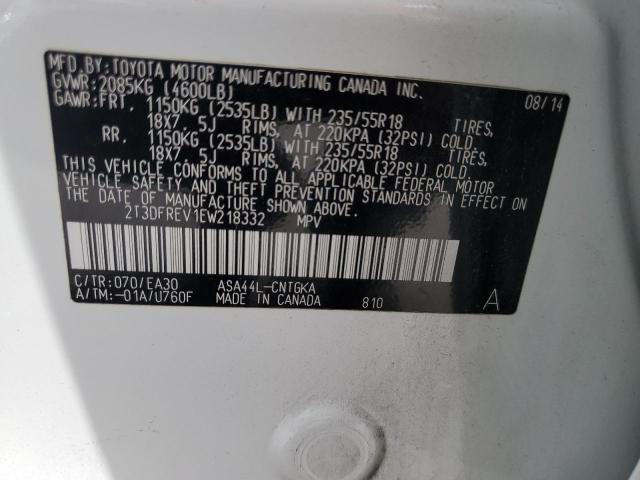 MFD.BY:TOYOTA MOTOR MANUFACTURING CANADA INC.
GVWR:2085KG (4600LB) 08/14
GAWR:FRT. 1150KG (2535LB) WITH 235/55R18 TIRES,
18X7.5J RIMS, AT 220KPA (32PSI) COLD.
RR. 1150KG (2535LB) WITH 235/55R18 TIRES,
18X7.5J RIMS, AT 220KPA (32PSI) COLD.
THIS VEHICLE CONFORMS TO ALL APPLICABLE FEDERAL MOTOR
VEHICLE SAFETY AND THEFT PREVENTION STANDARDS IN EFFECT ON
THE DATE OF MANUFACTURE SHOWN ABOVE.
2T3DFREV1EW218332 MPV
C/TR:070/EA30 ASA44L-CNTGKA
A/TM:-01A/U760F MADE IN CANADA 810 A